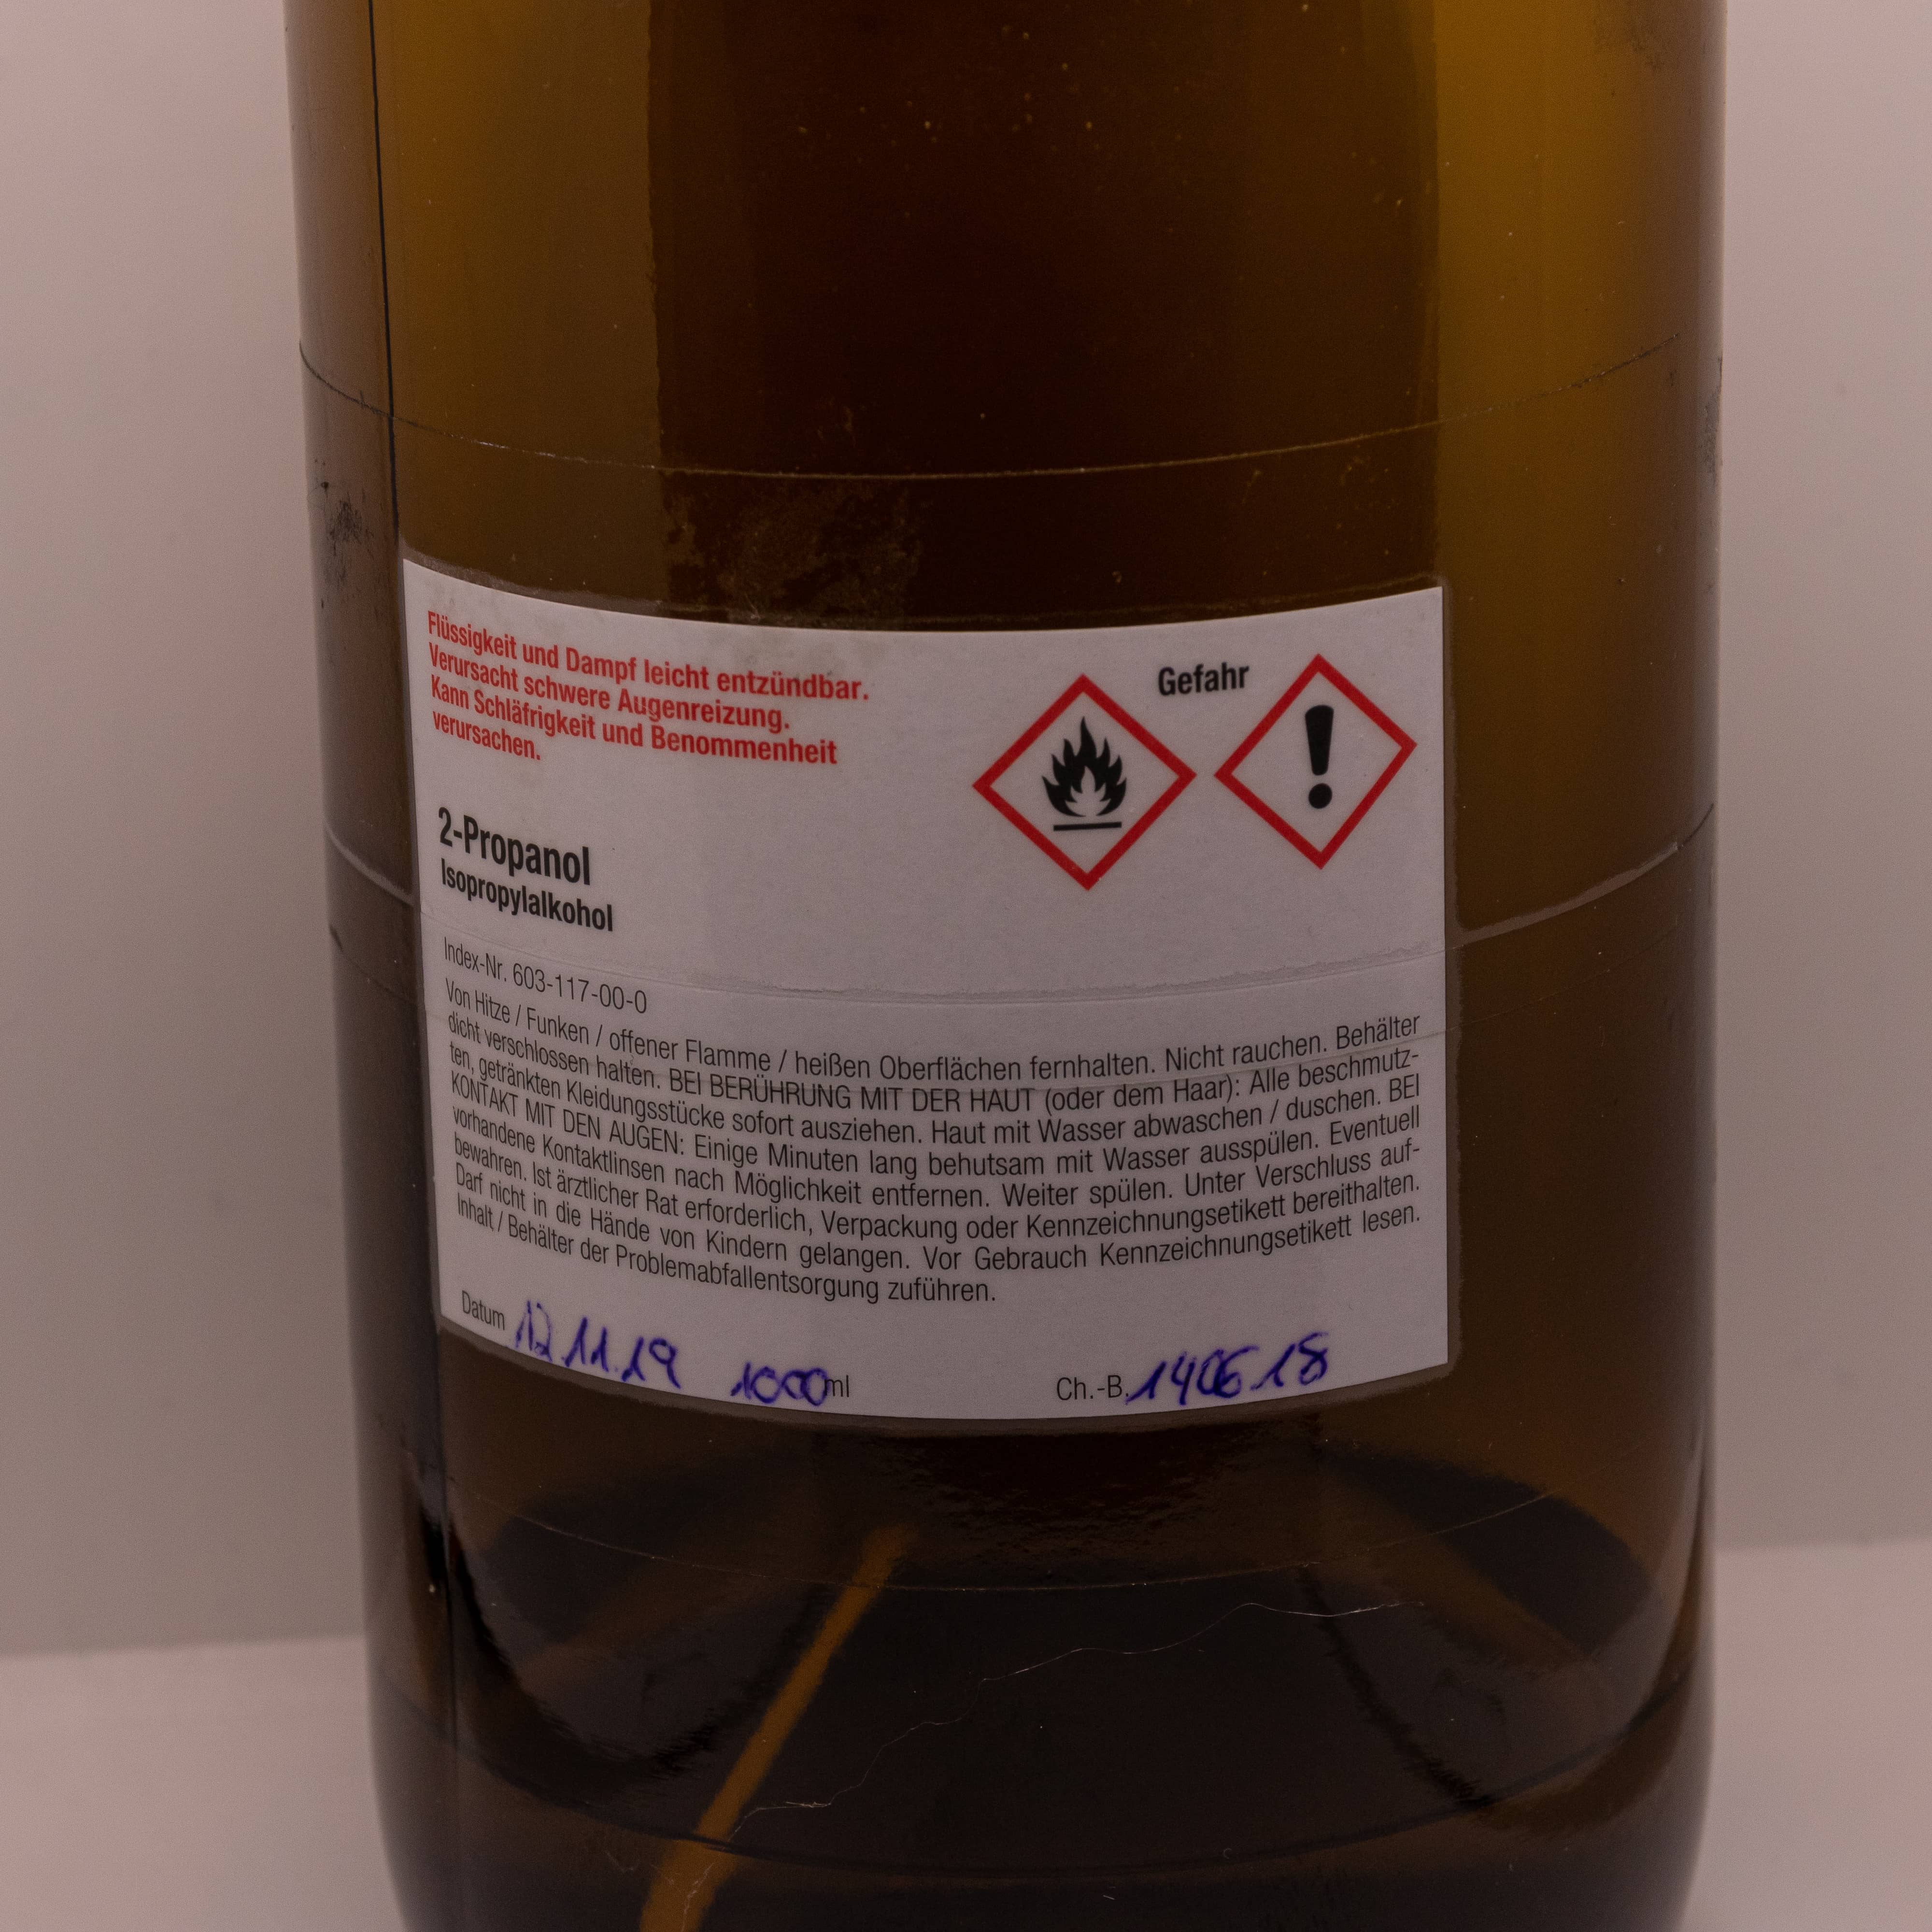 Flüssigkeit und Dampf leicht entzündbar.
Verursacht schwere Augenreizung.
Kann Schläfrigkeit und Benommenheit
verursachen.
Gefahr
2-Propanol
Isopropylalkohol
Index-Nr. 603-117-00-0
Von Hitze / Funken / offener Flamme / heißen Oberflächen fernhalten. Nicht rauchen. Behälter
dicht verschlossen halten. BEI BERÜHRUNG MIT DER HAUT (oder dem Haar): Alle beschmutz-
ten, getränkten Kleidungsstücke sofort ausziehen. Haut mit Wasser abwaschen / duschen. BEI
KONTAKT MIT DEN AUGEN: Einige Minuten lang behutsam mit Wasser ausspülen. Eventuell
vorhandene Kontaktlinsen nach Möglichkeit entfernen. Weiter spülen. Unter Verschluss auf-
bewahren. Ist ärztlicher Rat erforderlich, Verpackung oder Kennzeichnungsetikett bereithalten.
Darf nicht in die Hände von Kindern gelangen. Vor Gebrauch Kennzeichnungsetikett lesen.
Inhalt / Behälter der Problemabfallentsorgung zuführen.
Datum 12.11.19 1000 ml Ch.-B. 140618